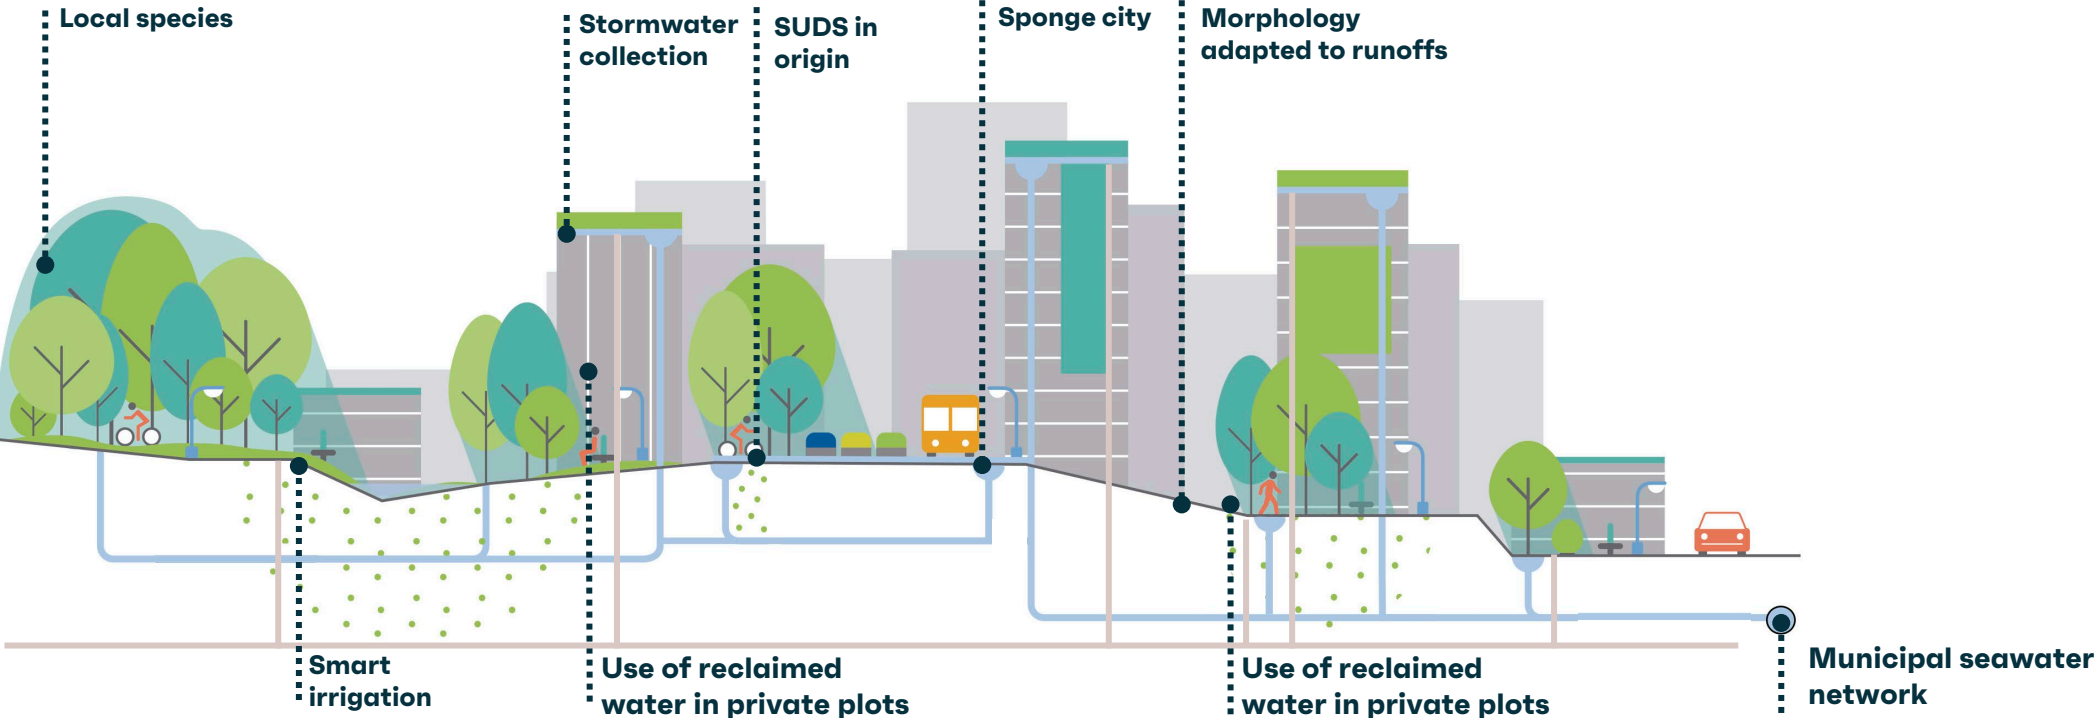 Local species
Stormwater
collection
SUDS in
origin
Sponge city
Morphology
adapted to runoffs
Smart
irrigation
Use of reclaimed
water in private plots
Use of reclaimed
water in private plots
Municipal seawater
network